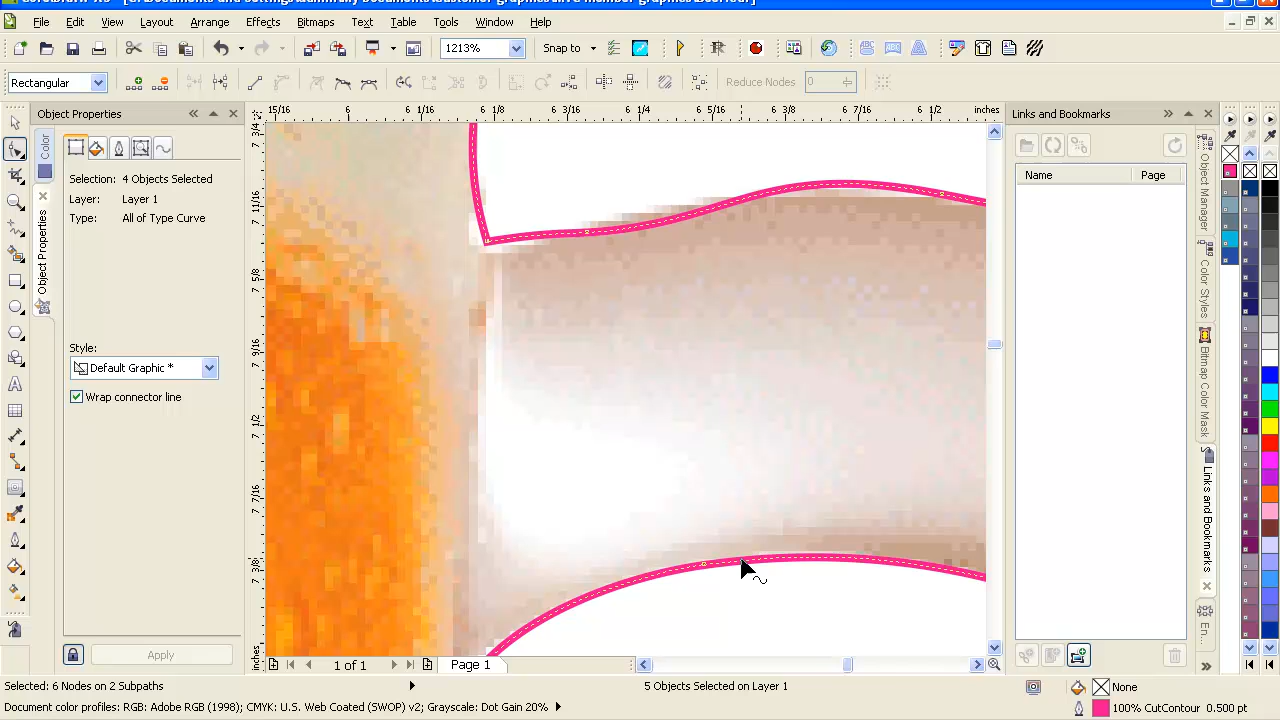 File Edit View Layout Arrange Effects Bitmaps Text Table Tools Window Help
1213% Snap to
Rectangular Reduce Nodes 0
Object Properties
15/16 6 6 1/16 6 1/8 6 3/16 6 1/4 6 5/16 6 3/8 6 7/16 6 1/2 inches
Links and Bookmarks
Name Page
Color
Object Properties
Selection: 4 Objects Selec
Type: All of Type Curve
Style:
Default Graphic *
Wrap connector line
Apply
Object Manager
Color Styles
Bitmap Color Mask
Links and Bookmarks
En...
inches
1 of 1 Page 1
Selected: 6 Nodes on 2 Subpaths 5 Objects Selected on Layer 1 None
Document color profiles: RGB: Adobe RGB (1998); CMYK: U.S. Web Coated (SWOP) v2; Grayscale: Dot Gain 20% 100% CutContour 0.500 pt